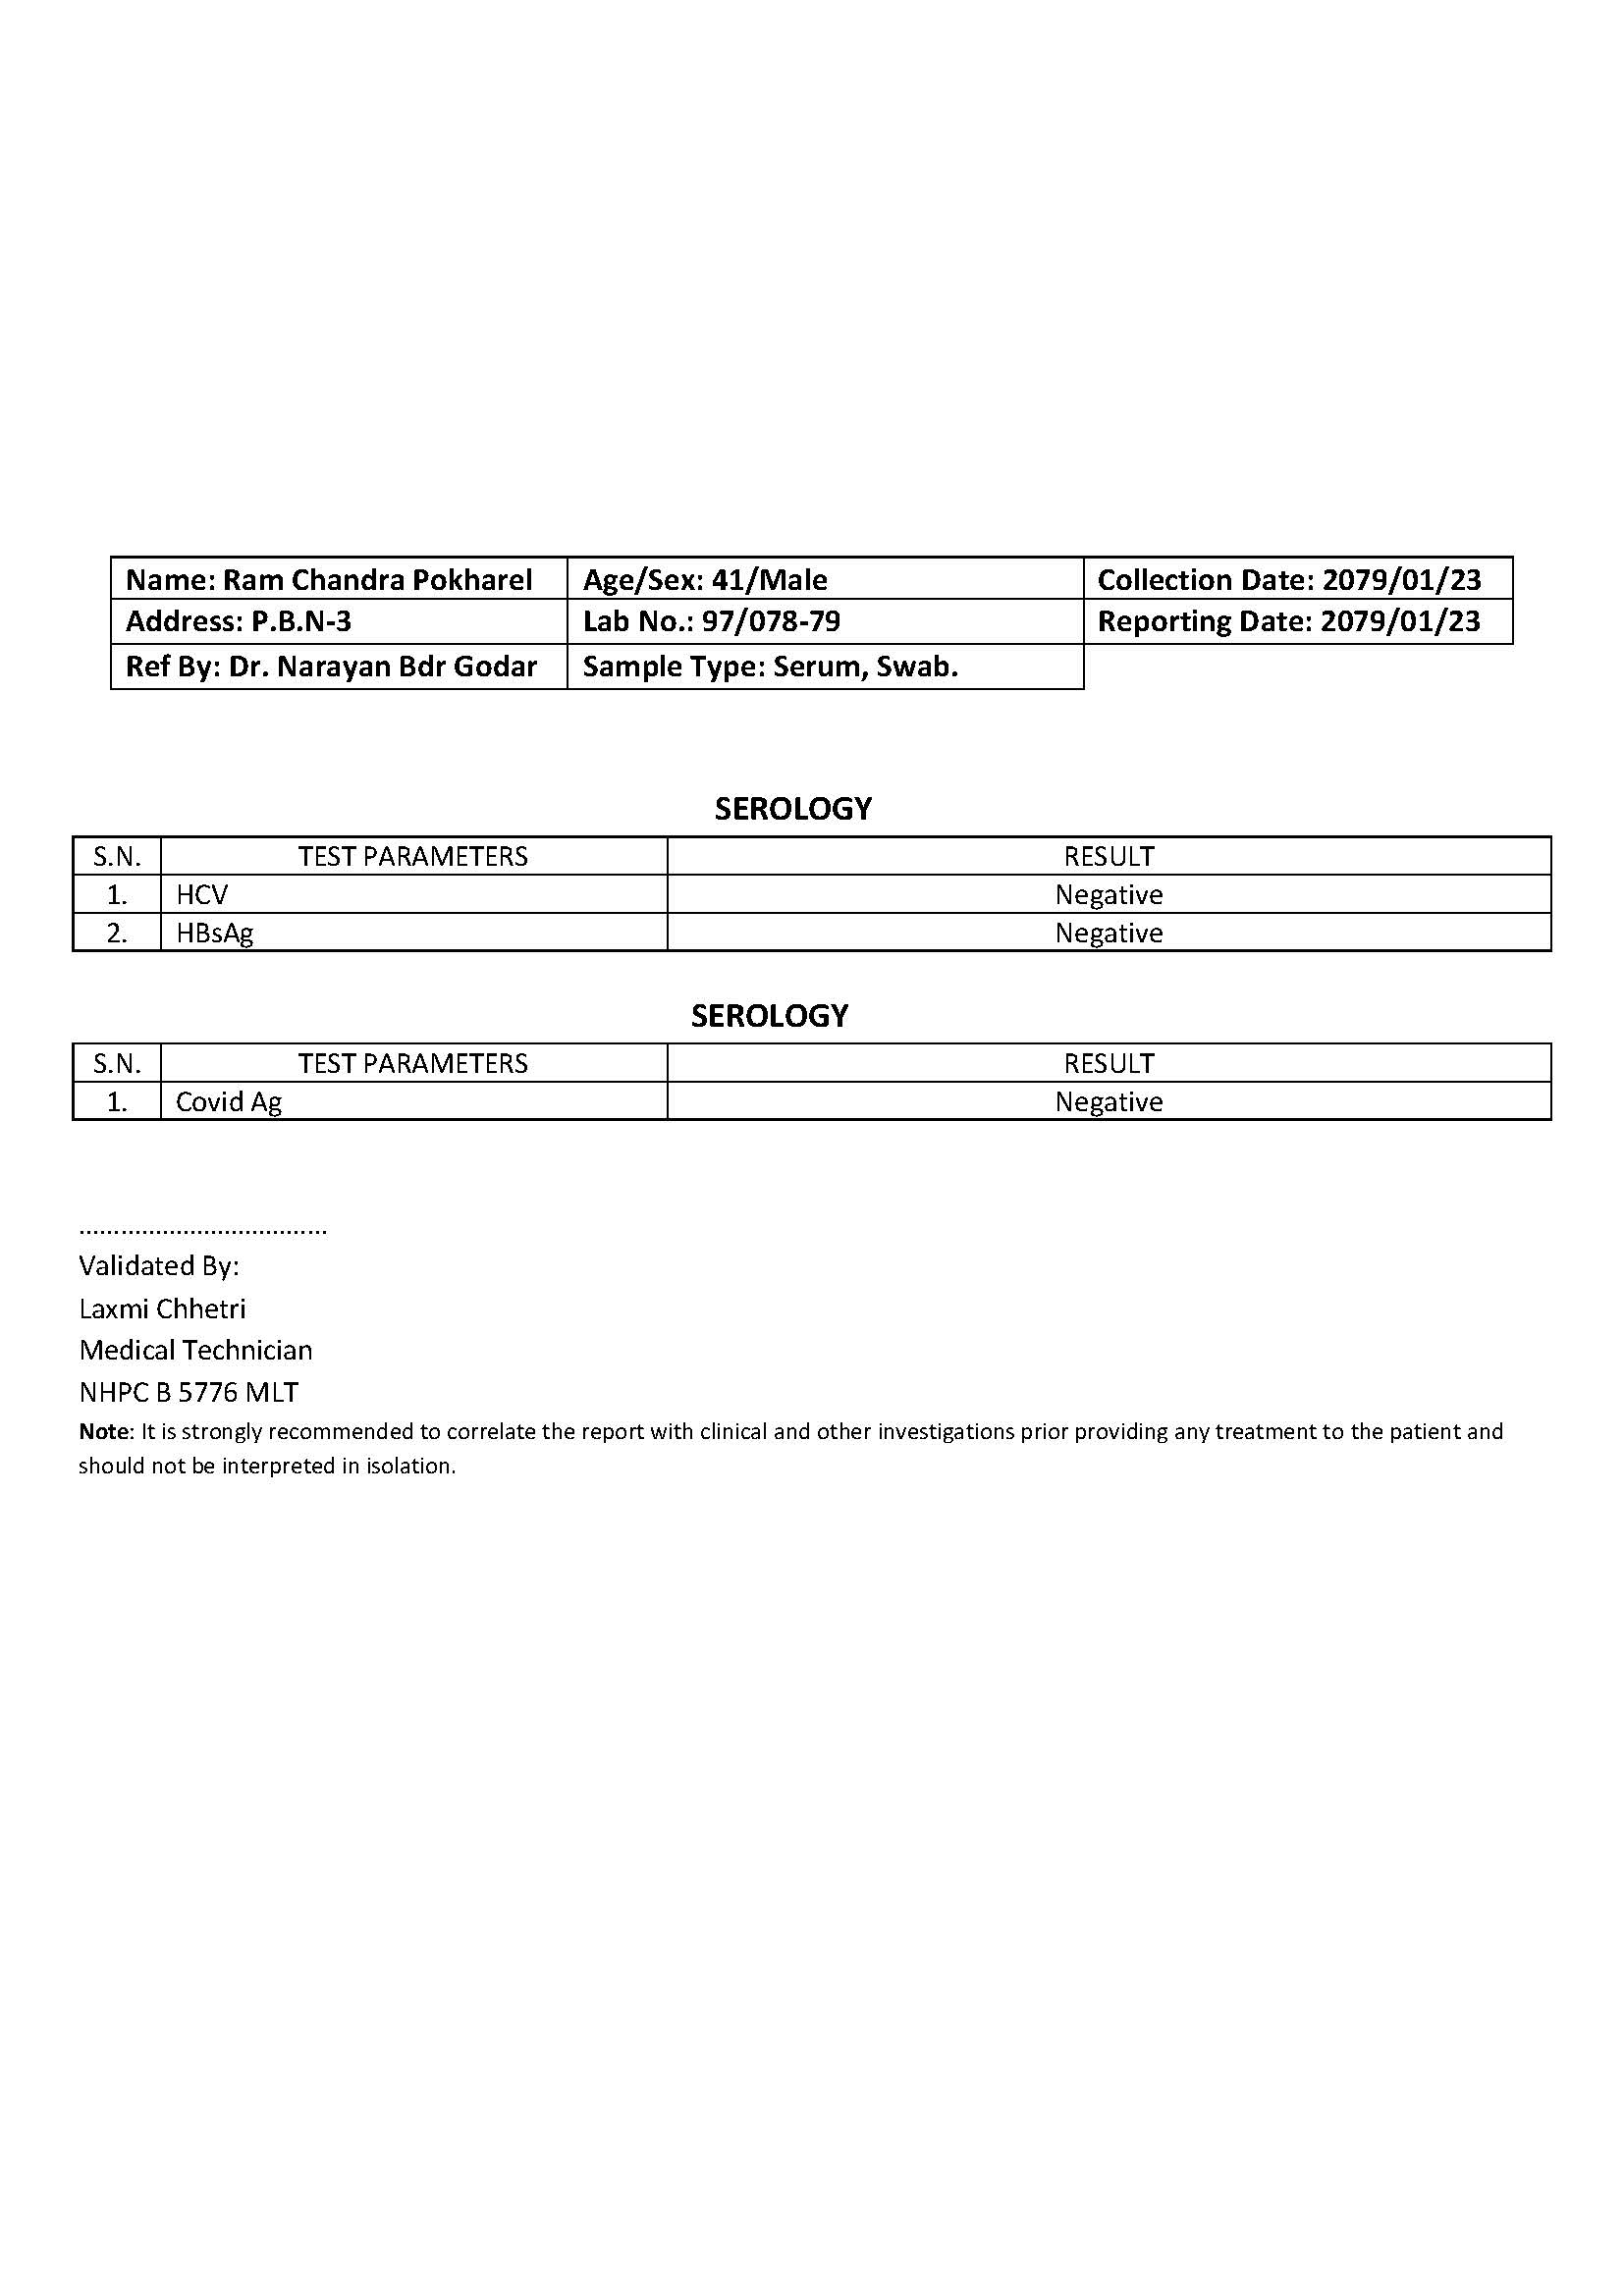 Name: Ram Chandra Pokharel Age/Sex: 41/Male Collection Date: 2079/01/23
Address: P.B.N-3 Lab No.: 97/078-79 Reporting Date: 2079/01/23
Ref By: Dr. Narayan Bdr Godar Sample Type: Serum, Swab.
SEROLOGY
S.N. TEST PARAMETERS RESULT
1. HCV Negative
2. HBsAg Negative
SEROLOGY
S.N. TEST PARAMETERS RESULT
1. Covid Ag Negative
....................................
Validated By:
Laxmi Chhetri
Medical Technician
NHPC B 5776 MLT
Note: It is strongly recommended to correlate the report with clinical and other investigations prior providing any treatment to the patient and
should not be interpreted in isolation.